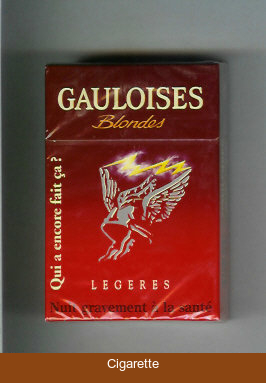 GAULOISES
Blondes
Qui a encore fait ça ?
LEGERES
Nuit gravement à la santé
Cigarette